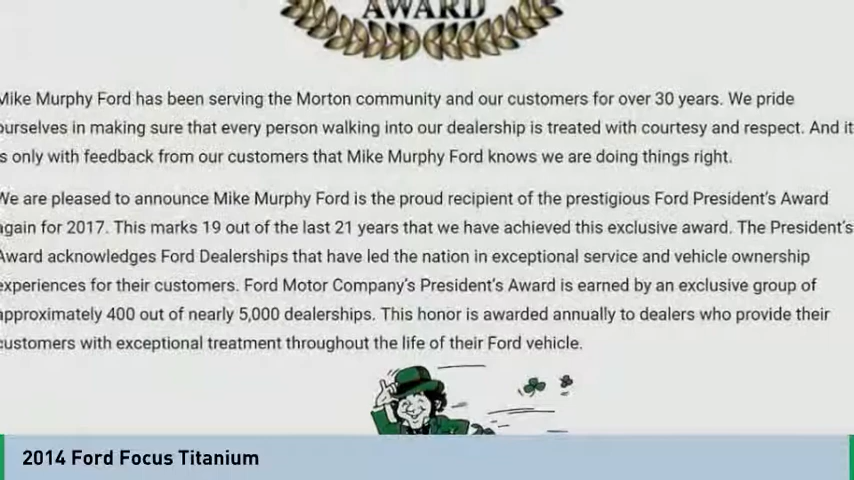 AWARD
Mike Murphy Ford has been serving the Morton community and our customers for over 30 years. We pride
ourselves in making sure that every person walking into our dealership is treated with courtesy and respect. And it
is only with feedback from our customers that Mike Murphy Ford knows we are doing things right.
We are pleased to announce Mike Murphy Ford is the proud recipient of the prestigious Ford President's Award
again for 2017. This marks 19 out of the last 21 years that we have achieved this exclusive award. The President's
Award acknowledges Ford Dealerships that have led the nation in exceptional service and vehicle ownership
experiences for their customers. Ford Motor Company's President's Award is earned by an exclusive group of
approximately 400 out of nearly 5,000 dealerships. This honor is awarded annually to dealers who provide their
customers with exceptional treatment throughout the life of their Ford vehicle.
2014 Ford Focus Titanium